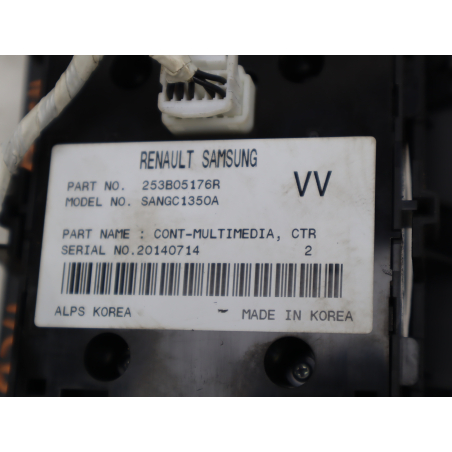 RENAULT SAMSUNG
PART NO. 253B05176R
MODEL NO. SANGC1350A
VV
PART NAME : CONT-MULTIMEDIA, CTR
SERIAL NO.20140714 2
ALPS KOREA - MADE IN KOREA